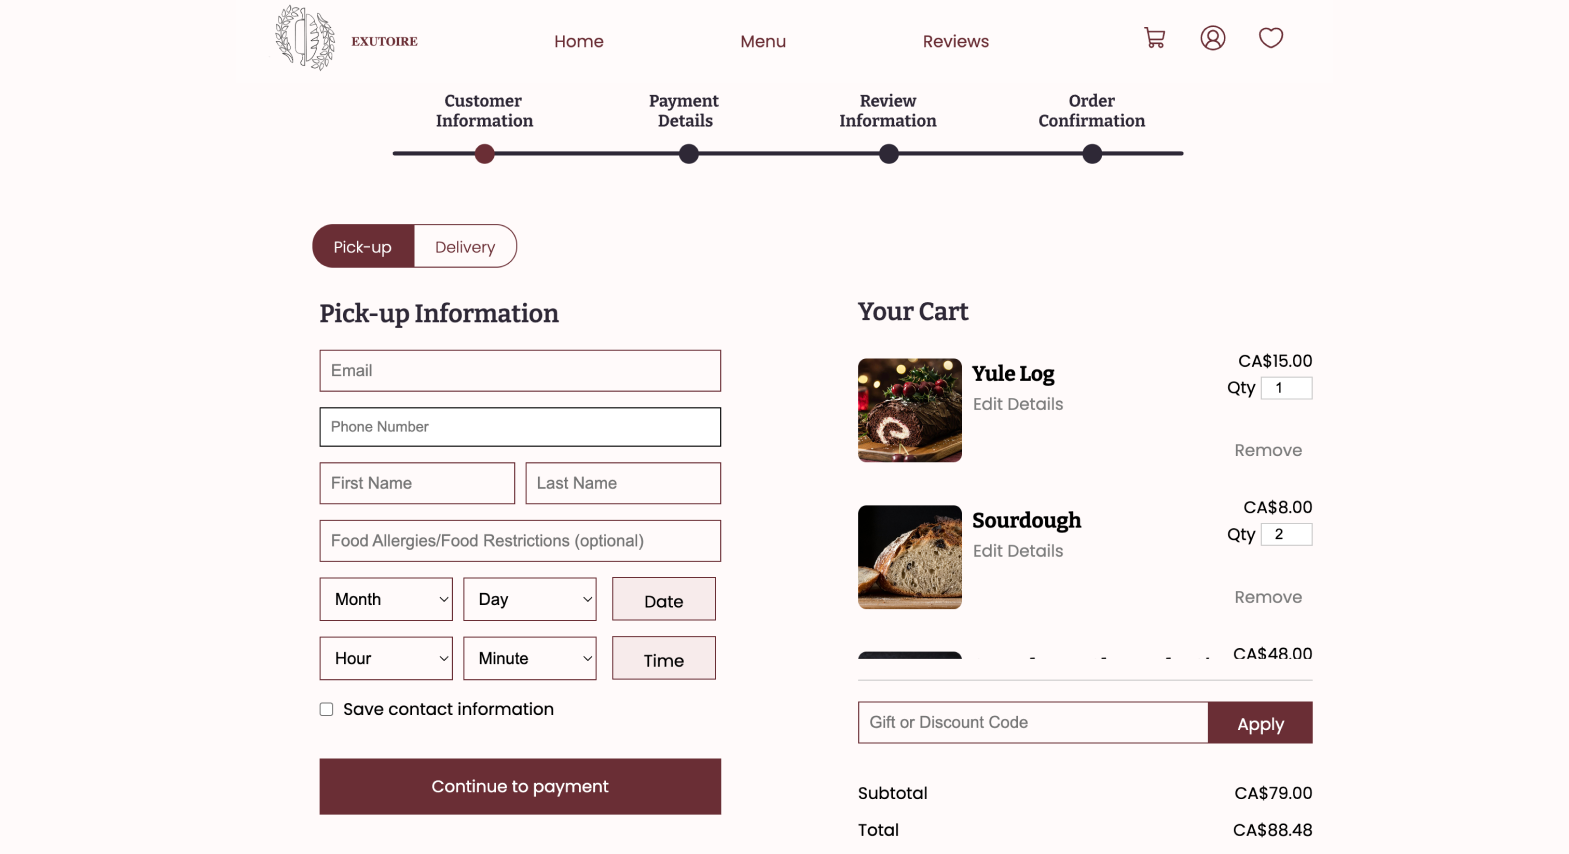 EXUTOIRE
Home
Menu
Reviews
Customer
Information
Payment
Details
Review
Information
Order
Confirmation
Pick-up
Delivery
Pick-up Information
Email
Phone Number
First Name
Last Name
Food Allergies/Food Restrictions (optional)
Month
Day
Date
Hour
Minute
Time
Save contact information
Continue to payment
Your Cart
Yule Log
CA$15.00
Edit Details
Qty 1
Remove
Sourdough
CA$8.00
Edit Details
Qty 2
Remove
CA$48.00
Gift or Discount Code
Apply
Subtotal
CA$79.00
Total
CA$88.48